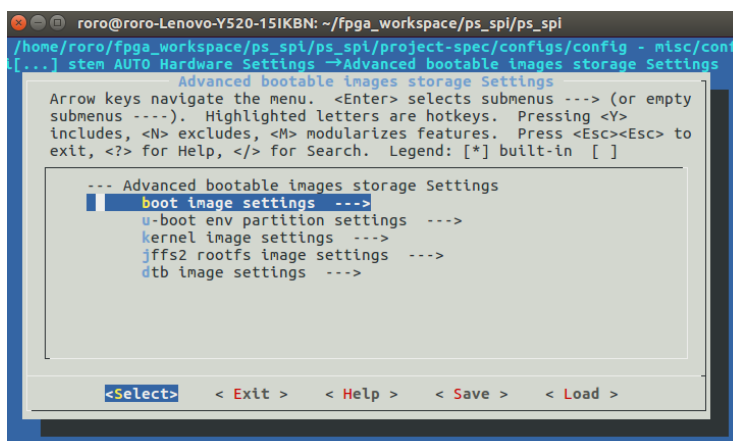 roro@roro-Lenovo-Y520-15IKBN: ~/fpga_workspace/ps_spi/ps_spi
/home/roro/fpga_workspace/ps_spi/ps_spi/project-spec/configs/config - misc/conf
i[...] stem AUTO Hardware Settings →Advanced bootable images storage Settings
Advanced bootable images storage Settings
Arrow keys navigate the menu. <Enter> selects submenus ---> (or empty
submenus ----). Highlighted letters are hotkeys. Pressing <Y>
includes, <N> excludes, <M> modularizes features. Press <Esc><Esc> to
exit, <?> for Help, </> for Search. Legend: [*] built-in [ ]
--- Advanced bootable images storage Settings
boot image settings --->
u-boot env partition settings --->
kernel image settings --->
jffs2 rootfs image settings --->
dtb image settings --->
<Select> < Exit > < Help > < Save > < Load >